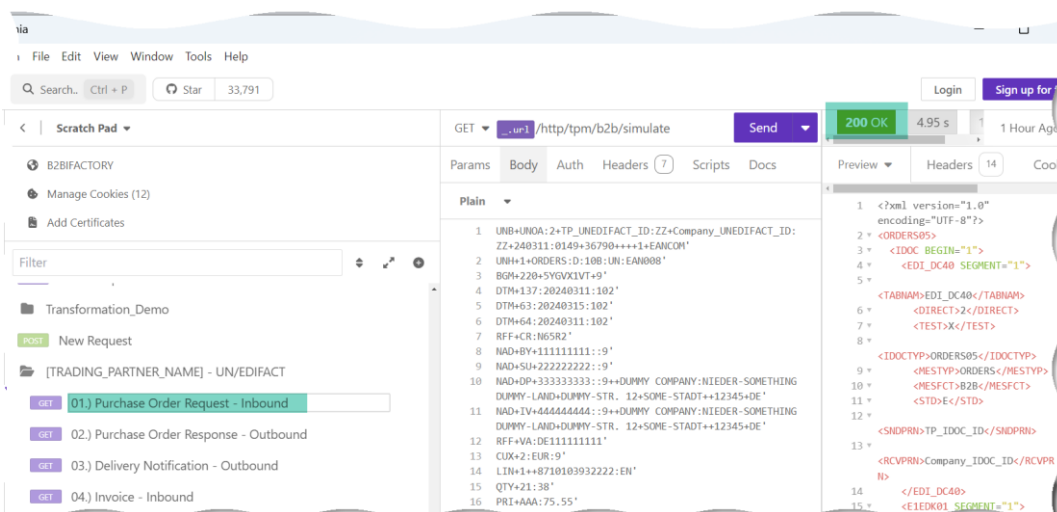 nia
File Edit View Window Tools Help
Search.. Ctrl + P
Star 33,791
Login
Sign up for
Scratch Pad
B2BIFACTORY
Manage Cookies (12)
Add Certificates
Filter
Transformation_Demo
POST New Request
[TRADING_PARTNER_NAME] - UN/EDIFACT
GET 01.) Purchase Order Request - Inbound
GET 02.) Purchase Order Response - Outbound
GET 03.) Delivery Notification - Outbound
GET 04.) Invoice - Inbound
GET _.url /http/tpm/b2b/simulate Send
Params Body Auth Headers 7 Scripts Docs
Plain
1 UNB+UNOA:2+TP_UNEDIFACT_ID:ZZ+Company_UNEDIFACT_ID:
ZZ+240311:0149+36790++++1+EANCOM'
2 UNH+1+ORDERS:D:10B:UN:EAN008'
3 BGM+220+5YGVX1VT+9'
4 DTM+137:20240311:102'
5 DTM+63:20240315:102'
6 DTM+64:20240311:102'
7 RFF+CR:N65R2'
8 NAD+BY+111111111::9'
9 NAD+SU+222222222::9'
10 NAD+DP+333333333::9++DUMMY COMPANY:NIEDER-SOMETHING
DUMMY-LAND+DUMMY-STR. 12+SOME-STADT++12345+DE'
11 NAD+IV+444444444::9++DUMMY COMPANY:NIEDER-SOMETHING
DUMMY-LAND+DUMMY-STR. 12+SOME-STADT++12345+DE'
12 RFF+VA:DE111111111'
13 CUX+2:EUR:9'
14 LIN+1++8710103932222:EN'
15 QTY+21:38'
16 PRI+AAA:75.55'
200 OK 4.95 s 1 1 Hour Ago
Preview Headers 14 Coo
1 <?xml version="1.0"
encoding="UTF-8"?>
2 <ORDERS05>
3 <IDOC BEGIN="1">
4 <EDI_DC40 SEGMENT="1">
5
<TABNAM>EDI_DC40</TABNAM>
6 <DIRECT>2</DIRECT>
7 <TEST>X</TEST>
8
<IDOCTYP>ORDERS05</IDOCTYP>
9 <MESTYP>ORDERS</MESTYP>
10 <MESFCT>B2B</MESFCT>
11 <STD>E</STD>
12
<SNDPRN>TP_IDOC_ID</SNDPRN>
13
<RCVPRN>Company_IDOC_ID</RCVPR
N>
14 </EDI_DC40>
15 <E1EDK01 SEGMENT="1">